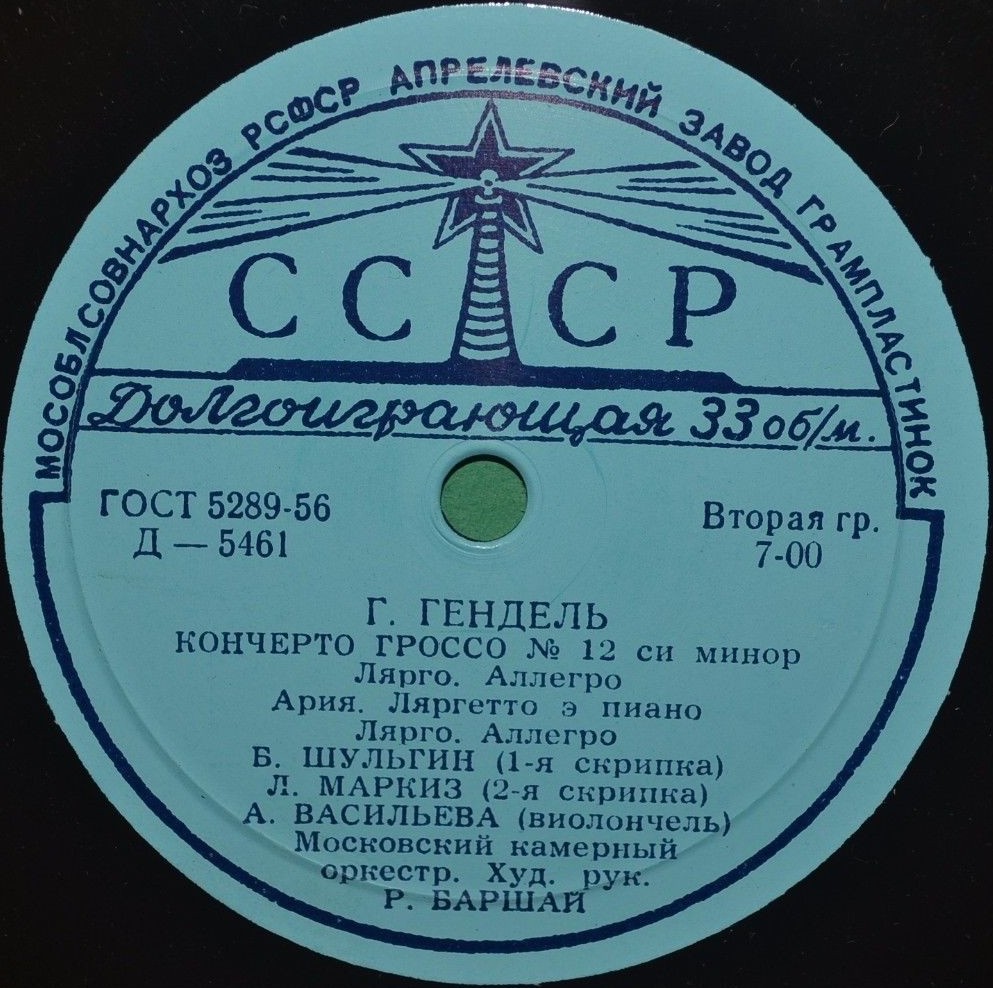 МОСОБЛСОВНАРХОЗ РСФСР АПРЕЛЕВСКИЙ ЗАВОД ГРАМПЛАСТИНОК
СССР
Долгоиграющая 33 об/м.
ГОСТ 5289-56
Д — 5461
Вторая гр.
7-00
Г. ГЕНДЕЛЬ
КОНЧЕРТО ГРОССО № 12 си минор
Лярго. Аллегро
Ария. Ляргетто э пиано
Лярго. Аллегро
Б. ШУЛЬГИН (1-я скрипка)
Л. МАРКИЗ (2-я скрипка)
А. ВАСИЛЬЕВА (виолончель)
Московский камерный
оркестр. Худ. рук.
Р. БАРШАЙ